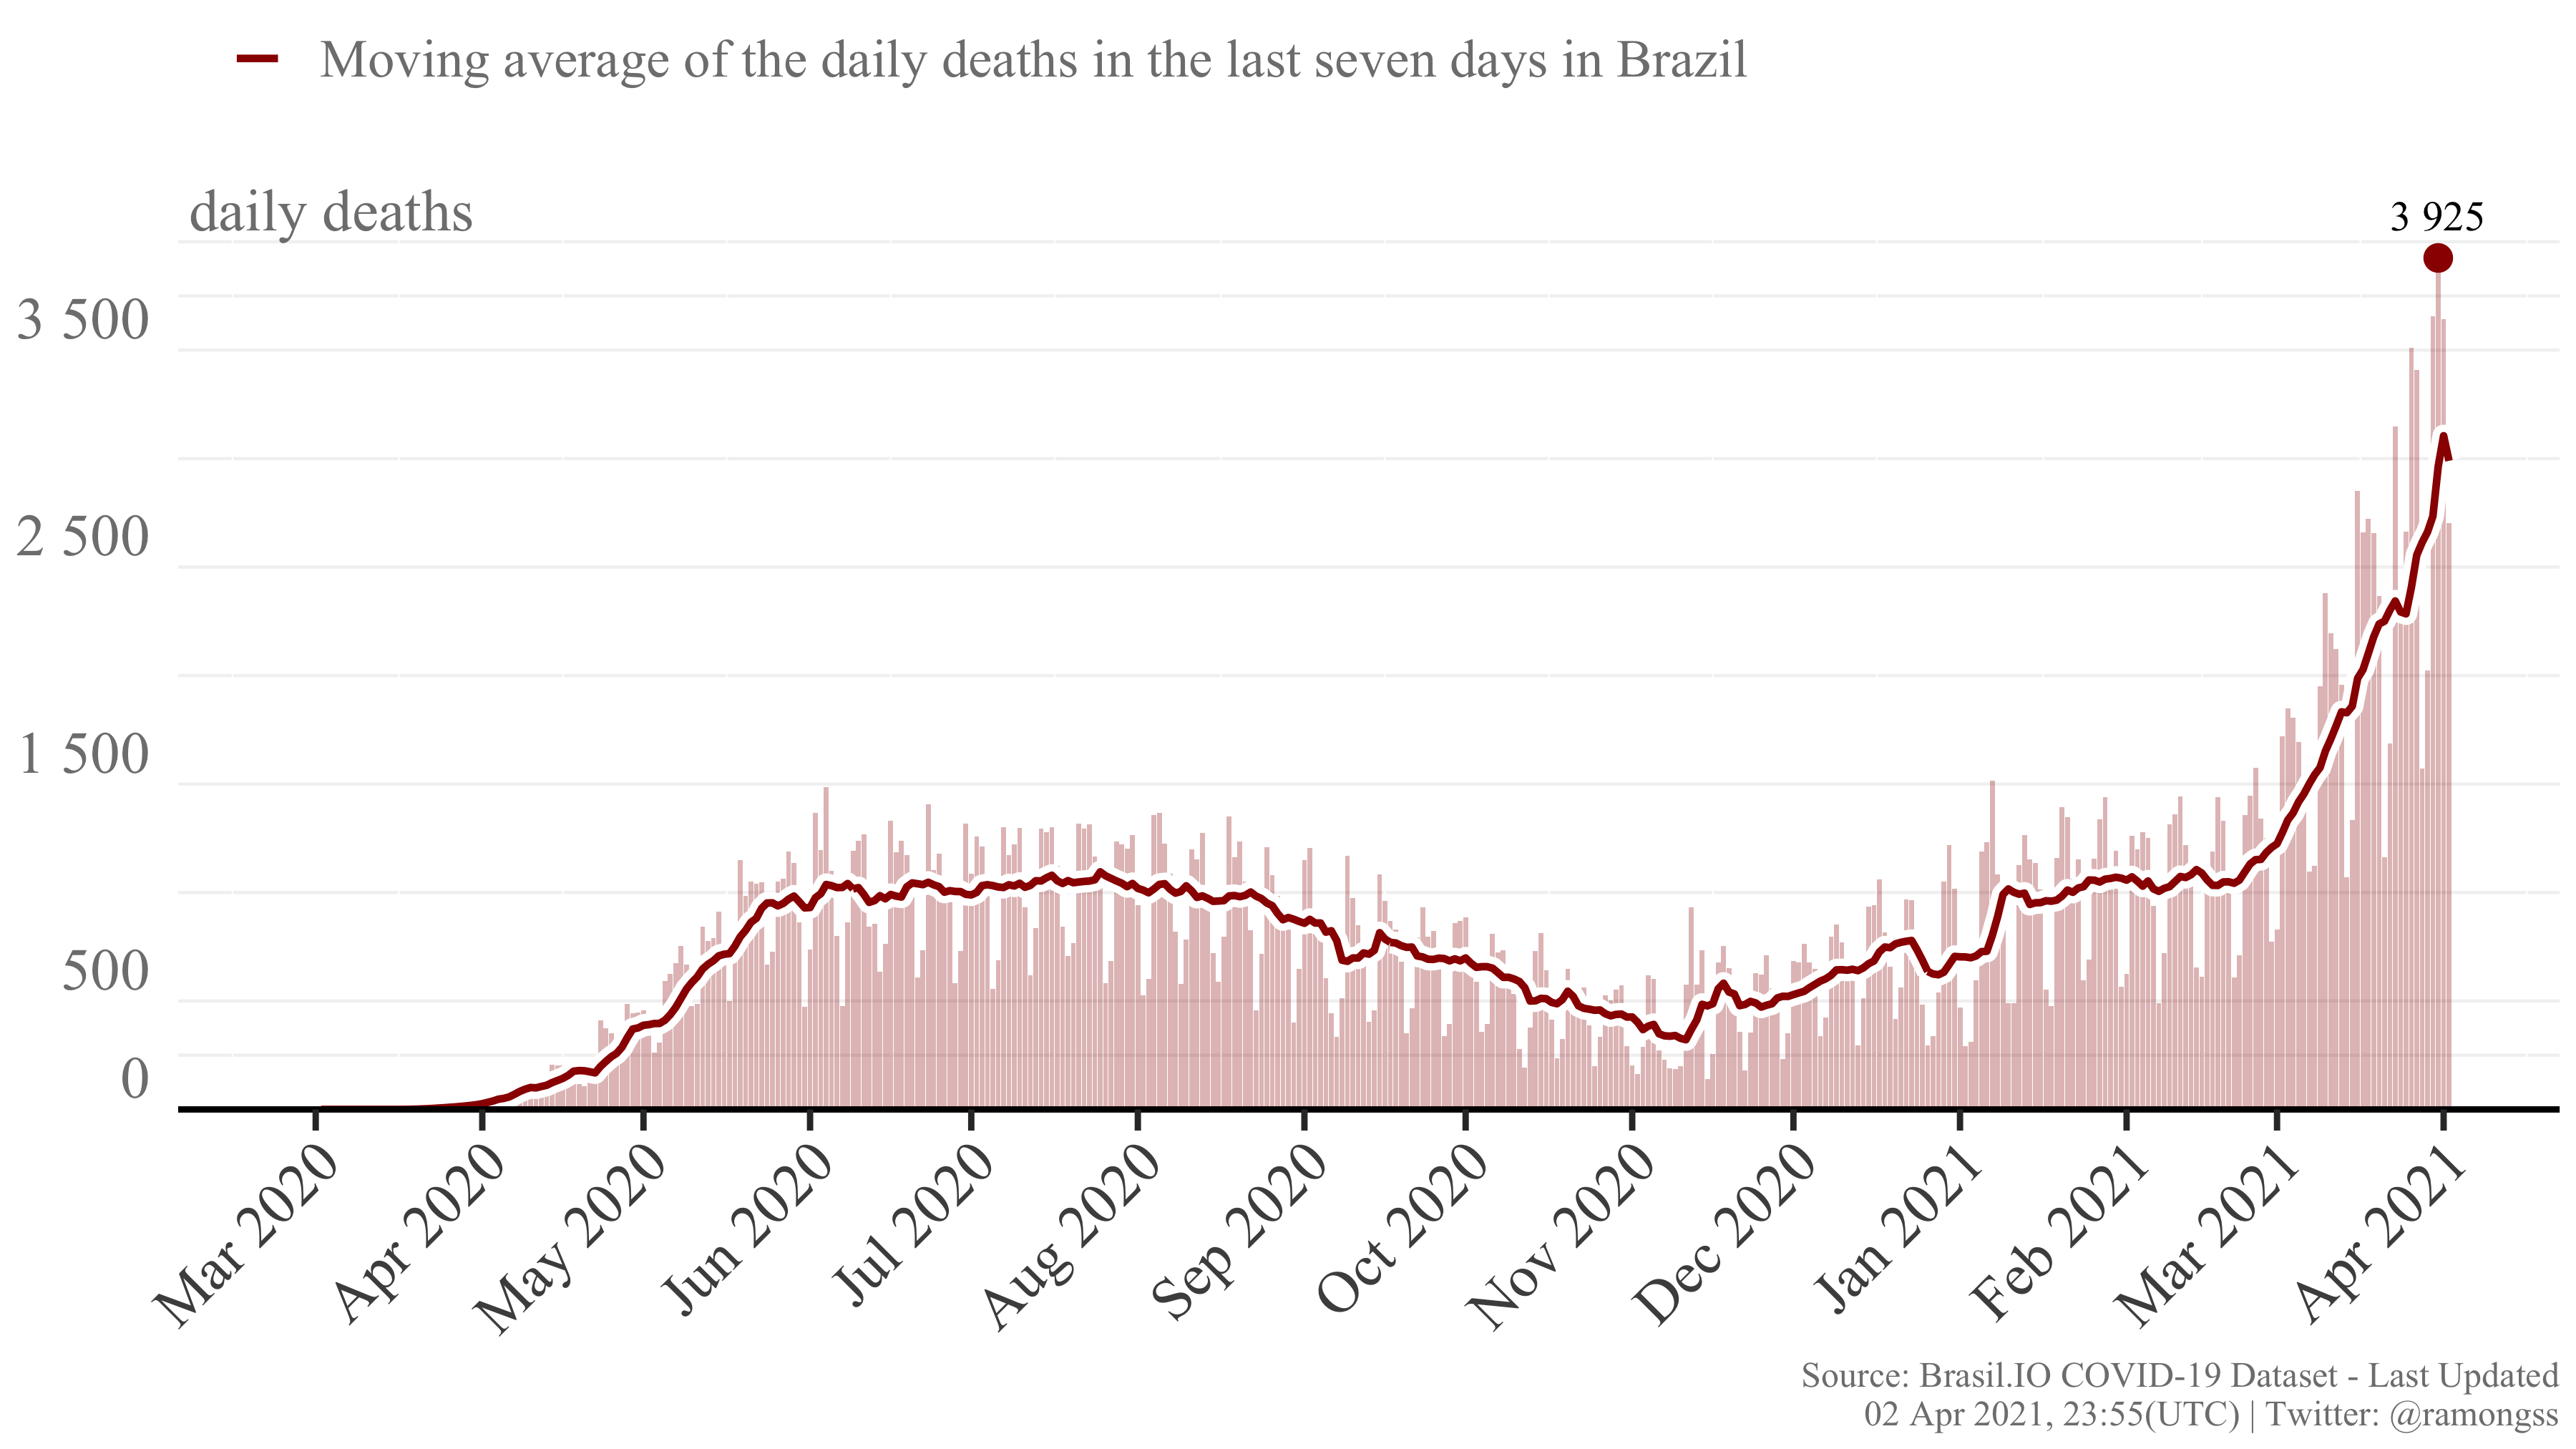 Moving average of the daily deaths in the last seven days in Brazil
daily deaths
3 925
3 500
2 500
1 500
500
0
Mar 2020
Apr 2020
May 2020
Jun 2020
Jul 2020
Aug 2020
Sep 2020
Oct 2020
Nov 2020
Dec 2020
Jan 2021
Feb 2021
Mar 2021
Apr 2021
Source: Brasil.IO COVID-19 Dataset - Last Updated
02 Apr 2021, 23:55(UTC) | Twitter: @ramongss